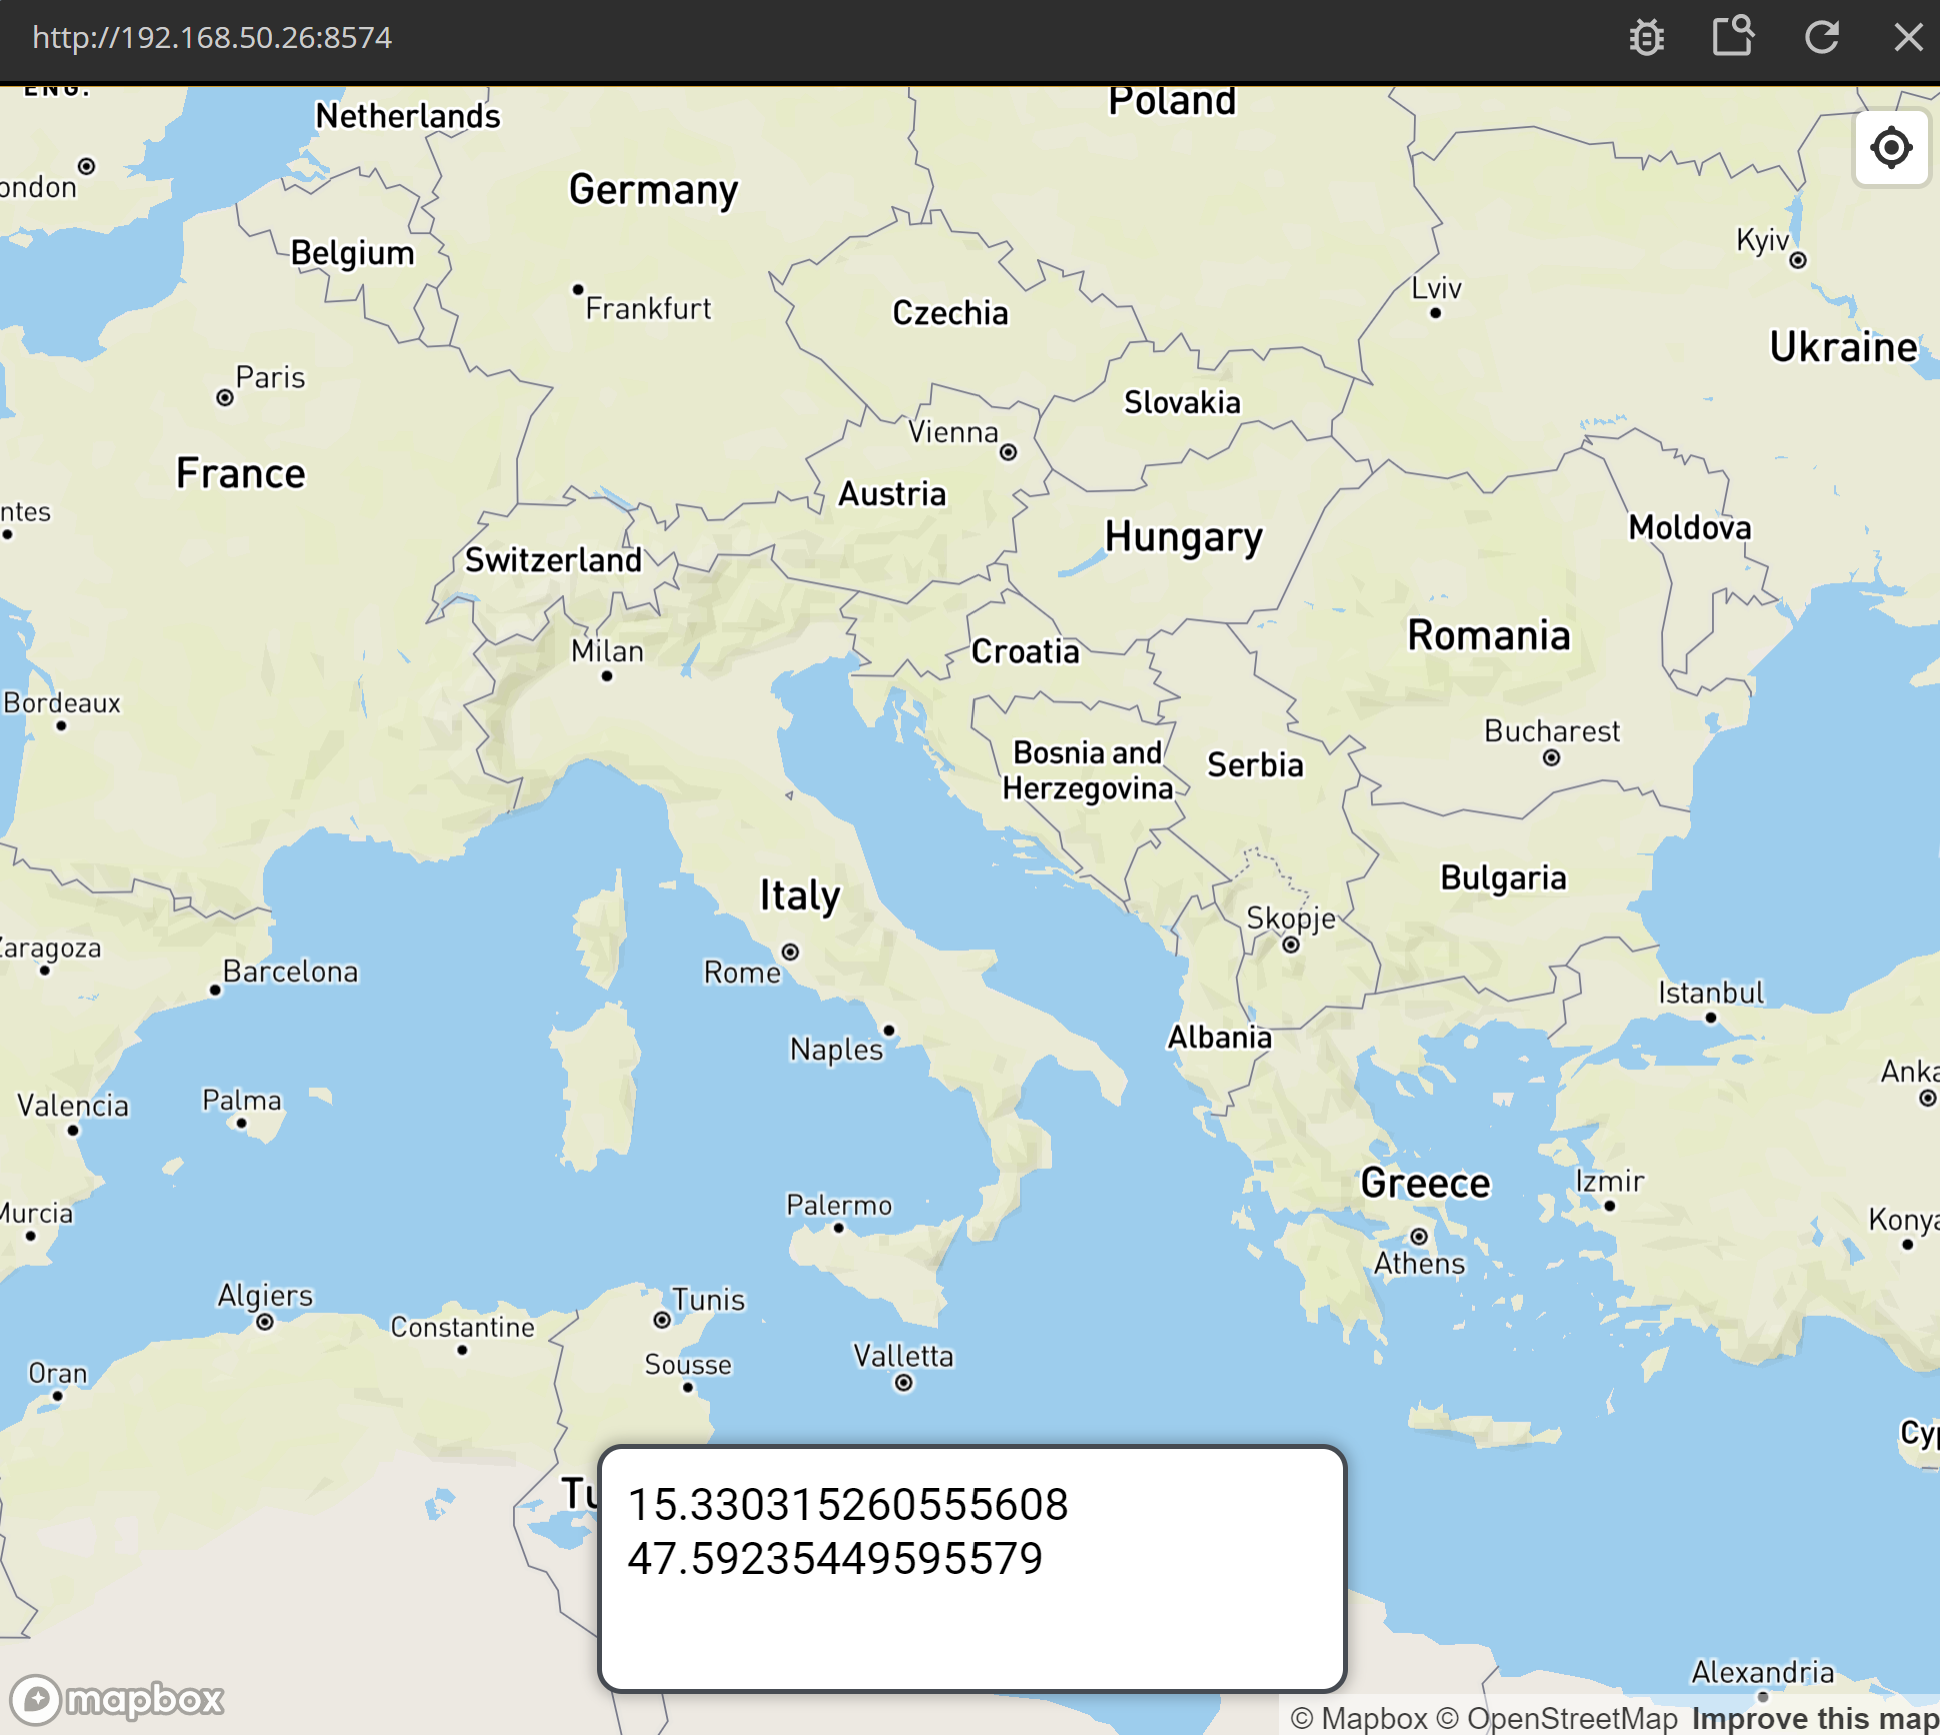 http://192.168.50.26:8574
ENG.
Netherlands
Poland
ondon
Germany
Belgium
Kyiv
Frankfurt
Czechia
Lviv
Ukraine
Paris
Slovakia
Vienna
France
Austria
ntes
Moldova
Hungary
Switzerland
Romania
Milan
Croatia
Bordeaux
Bucharest
Bosnia and
Herzegovina
Serbia
Bulgaria
Italy
Skopje
Zaragoza
Barcelona
Rome
Istanbul
Naples
Albania
Anka
Valencia
Palma
Greece
Izmir
Palermo
Murcia
Konya
Athens
Algiers
Tunis
Constantine
Valletta
Sousse
Oran
Cyp
Tu
15.330315260555608
47.59235449595579
Alexandria
mapbox
© Mapbox © OpenStreetMap Improve this map